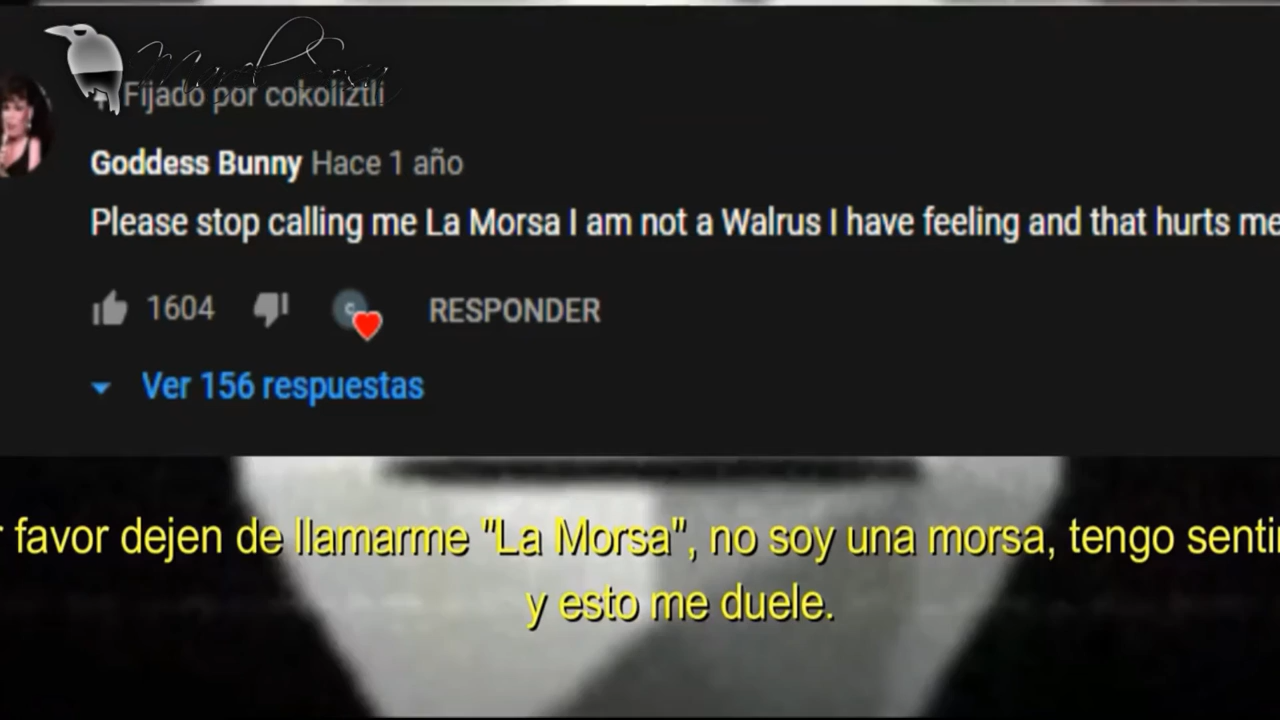 Fijado por cokoliztli
Goddess Bunny Hace 1 año
Please stop calling me La Morsa I am not a Walrus I have feeling and that hurts me
1604
RESPONDER
Ver 156 respuestas
favor dejen de llamarme "La Morsa", no soy una morsa, tengo senti
y esto me duele.